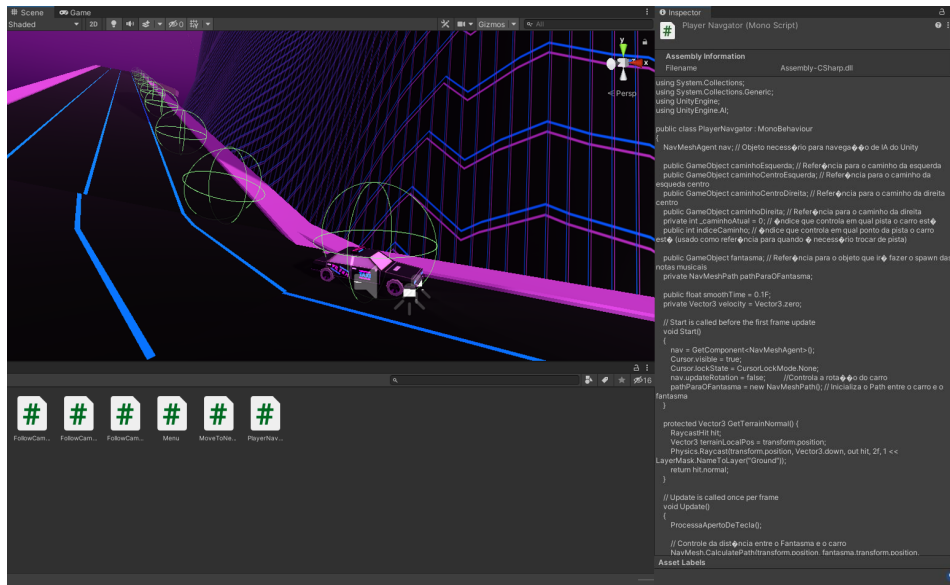 Scene
Game
Shaded
2D
0
Gizmos
All
y
x
Persp
16
FollowCam...
FollowCam...
FollowCam...
Menu
MoveToNe...
PlayerNav...
Inspector
Player Navgator (Mono Script)
Assembly Information
Filename Assembly-CSharp.dll
using System.Collections;
using System.Collections.Generic;
using UnityEngine;
using UnityEngine.AI;
public class PlayerNavgator : MonoBehaviour
{
NavMeshAgent nav; // Objeto necess�rio para navega��o de IA do Unity
public GameObject caminhoEsquerda; // Refer�ncia para o caminho da esquerda
public GameObject caminhoCentroEsquerda; // Refer�ncia para o caminho da
esqueda centro
public GameObject caminhoCentroDireita; // Refer�ncia para o caminho da direita
centro
public GameObject caminhoDireita; // Refer�ncia para o caminho da direita
private int _caminhoAtual = 0; // �ndice que controla em qual pista o carro est�
public int indiceCaminho; // �ndice que controla em qual ponto da pista o carro
est� (usado como refer�ncia para quando � necess�rio trocar de pista)
public GameObject fantasma; // Refer�ncia para o objeto que ir� fazer o spawn das
notas musicais
private NavMeshPath pathParaOFantasma;
public float smoothTime = 0.1F;
private Vector3 velocity = Vector3.zero;
// Start is called before the first frame update
void Start()
{
nav = GetComponent<NavMeshAgent>();
Cursor.visible = true;
Cursor.lockState = CursorLockMode.None;
nav.updateRotation = false; //Controla a rota��o do carro
pathParaOFantasma = new NavMeshPath(); // Inicializa o Path entre o carro e o
fantasma
}
protected Vector3 GetTerrainNormal() {
RaycastHit hit;
Vector3 terrainLocalPos = transform.position;
Physics.Raycast(transform.position, Vector3.down, out hit, 2f, 1 <<
LayerMask.NameToLayer("Ground"));
return hit.normal;
}
// Update is called once per frame
void Update()
{
ProcessaApertoDeTecla();
// Controle da dist�ncia entre o Fantasma e o carro
NavMesh.CalculatePath(transform.position, fantasma.transform.position,
Asset Labels